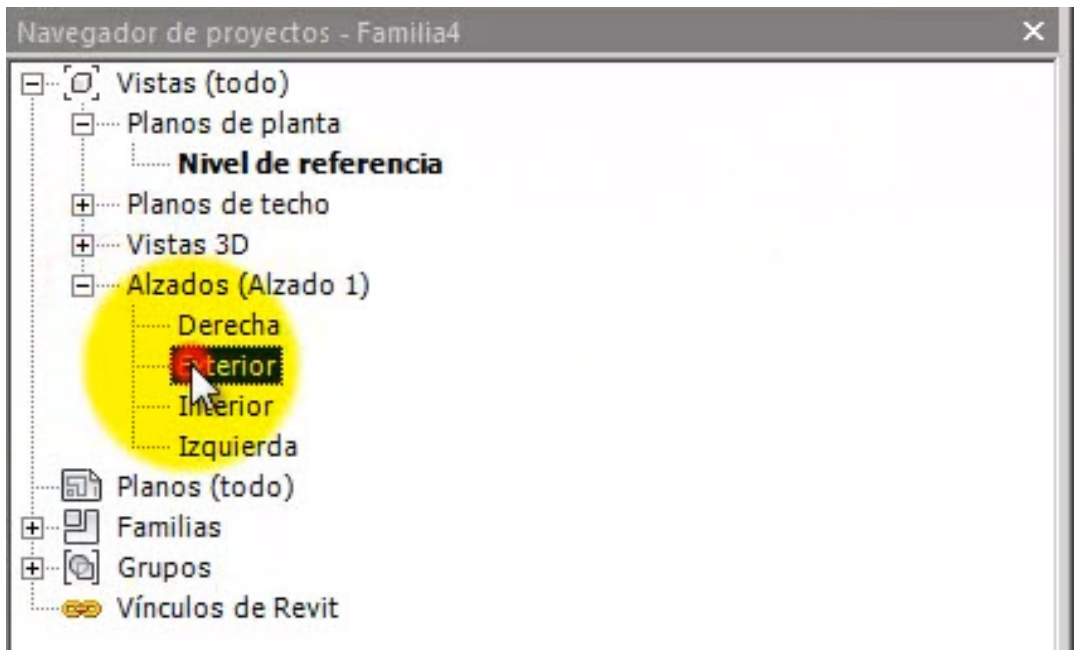 Navegador de proyectos - Familia4
Vistas (todo)
Planos de planta
Nivel de referencia
Planos de techo
Vistas 3D
Alzados (Alzado 1)
Derecha
Exterior
Interior
Izquierda
Planos (todo)
Familias
Grupos
Vínculos de Revit